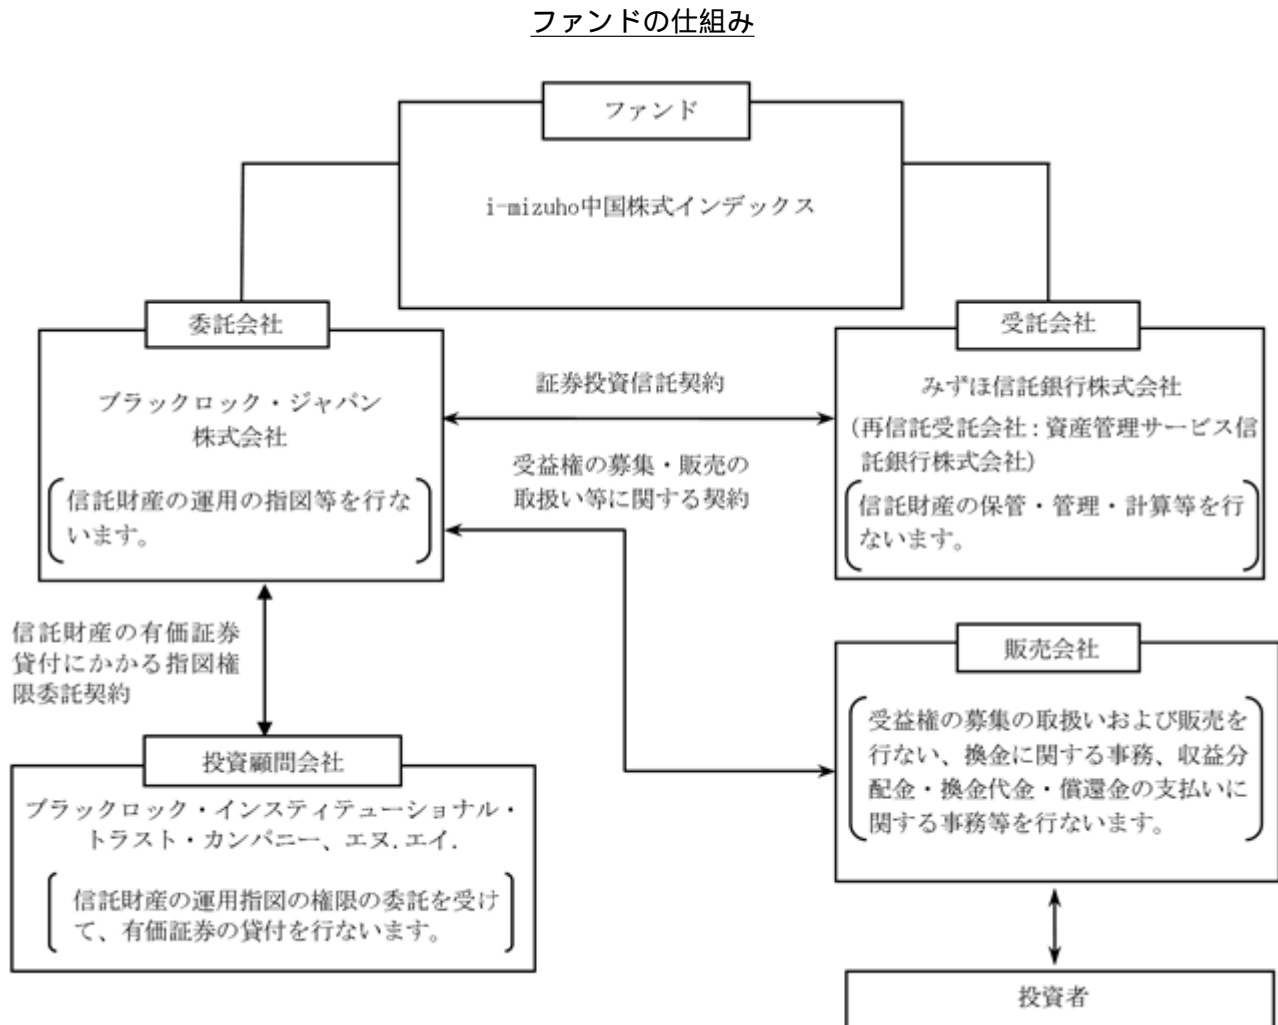 ファンドの仕組み
ファンド
i-mizuho中国株式インデックス
委託会社
ブラックロック・ジャパン
株式会社
信託財産の運用の指図等を行な
います。
証券投資信託契約
受益権の募集・販売の
取扱い等に関する契約
受託会社
みずほ信託銀行株式会社
(再信託受託会社:資産管理サービス信
託銀行株式会社)
信託財産の保管・管理・計算等を行
ないます。
信託財産の有価証券
貸付にかかる指図権
限委託契約
投資顧問会社
ブラックロック・インスティテューショナル・
トラスト・カンパニー、エヌ.エイ.
信託財産の運用指図の権限の委託を受け
て、有価証券の貸付を行ないます。
販売会社
受益権の募集の取扱いおよび販売を
行ない、換金に関する事務、収益分
配金・換金代金・償還金の支払いに
関する事務等を行ないます。
投資者